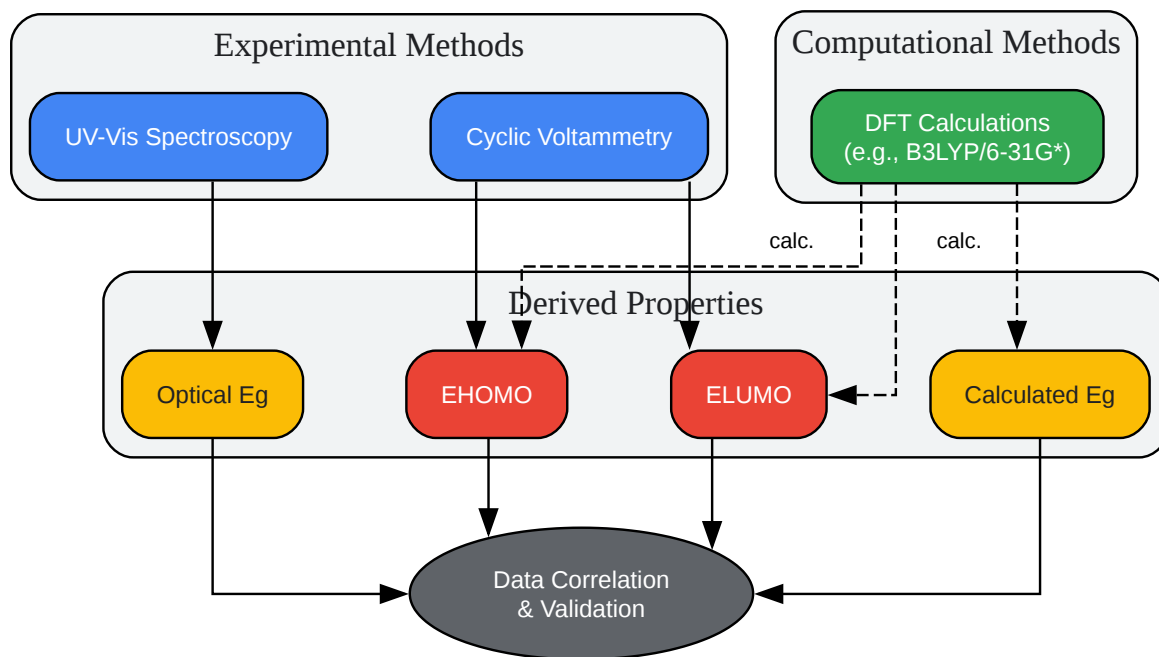 Experimental Methods
Computational Methods
UV-Vis Spectroscopy
Cyclic Voltammetry
DFT Calculations
(e.g., B3LYP/6-31G*)
calc.
calc.
Derived Properties
Optical Eg
EHOMO
ELUMO
Calculated Eg
Data Correlation
& Validation